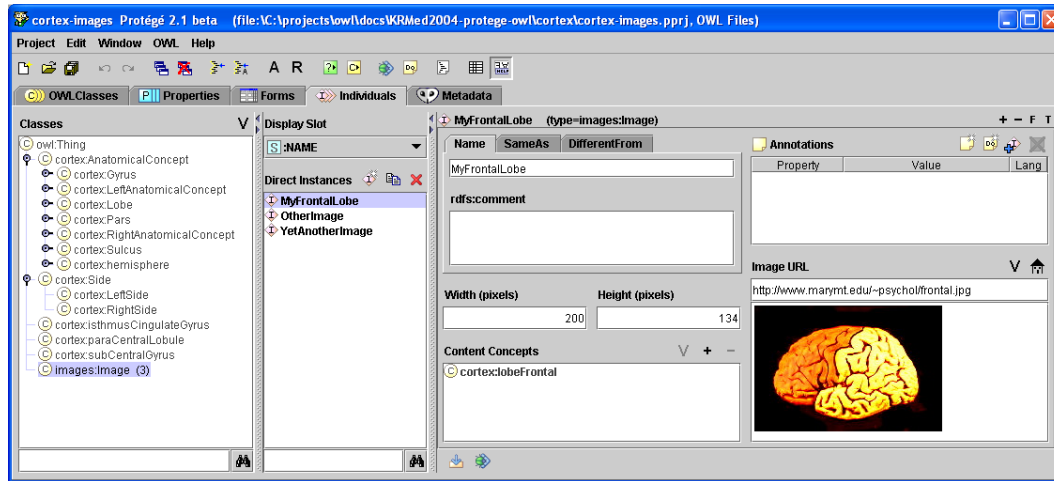 cortex-images Protégé 2.1 beta (file:\C:\projects\owl\docs\KRMed2004-protege-owl\cortex\cortex-images.pprj, OWL Files)
Project Edit Window OWL Help
OWLClasses Properties Forms Individuals Metadata
Classes V
owl:Thing
cortex:AnatomicalConcept
cortex:Gyrus
cortex:LeftAnatomicalConcept
cortex:Lobe
cortex:Pars
cortex:RightAnatomicalConcept
cortex:Sulcus
cortex:hemisphere
cortex:Side
cortex:LeftSide
cortex:RightSide
cortex:isthmusCingulateGyrus
cortex:paraCentralLobule
cortex:subCentralGyrus
images:Image (3)
Display Slot
S :NAME
Direct Instances
MyFrontalLobe
OtherImage
YetAnotherImage
MyFrontalLobe (type=images:Image) + − F T
Name SameAs DifferentFrom
MyFrontalLobe
rdfs:comment
Width (pixels) Height (pixels)
200 134
Content Concepts V + −
cortex:lobeFrontal
Annotations
Property Value Lang
Image URL V
http://www.marymt.edu/~psychol/frontal.jpg